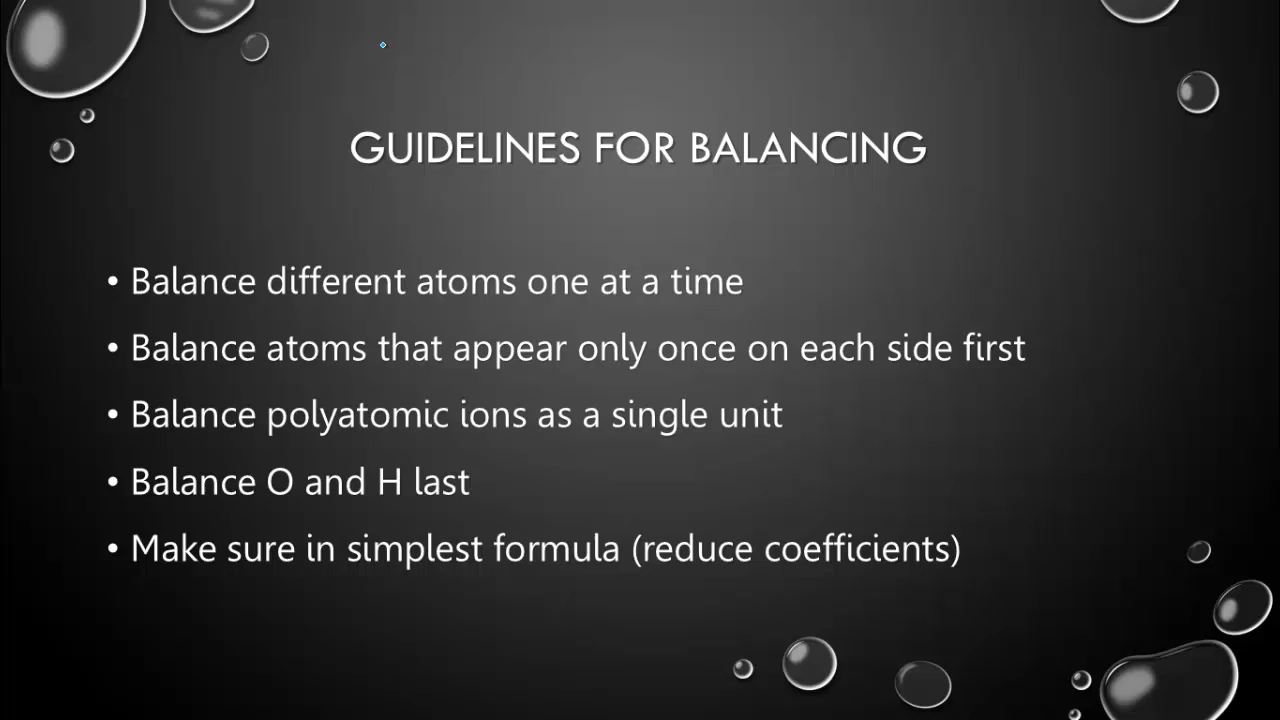 GUIDELINES FOR BALANCING
• Balance different atoms one at a time
• Balance atoms that appear only once on each side first
• Balance polyatomic ions as a single unit
• Balance O and H last
• Make sure in simplest formula (reduce coefficients)